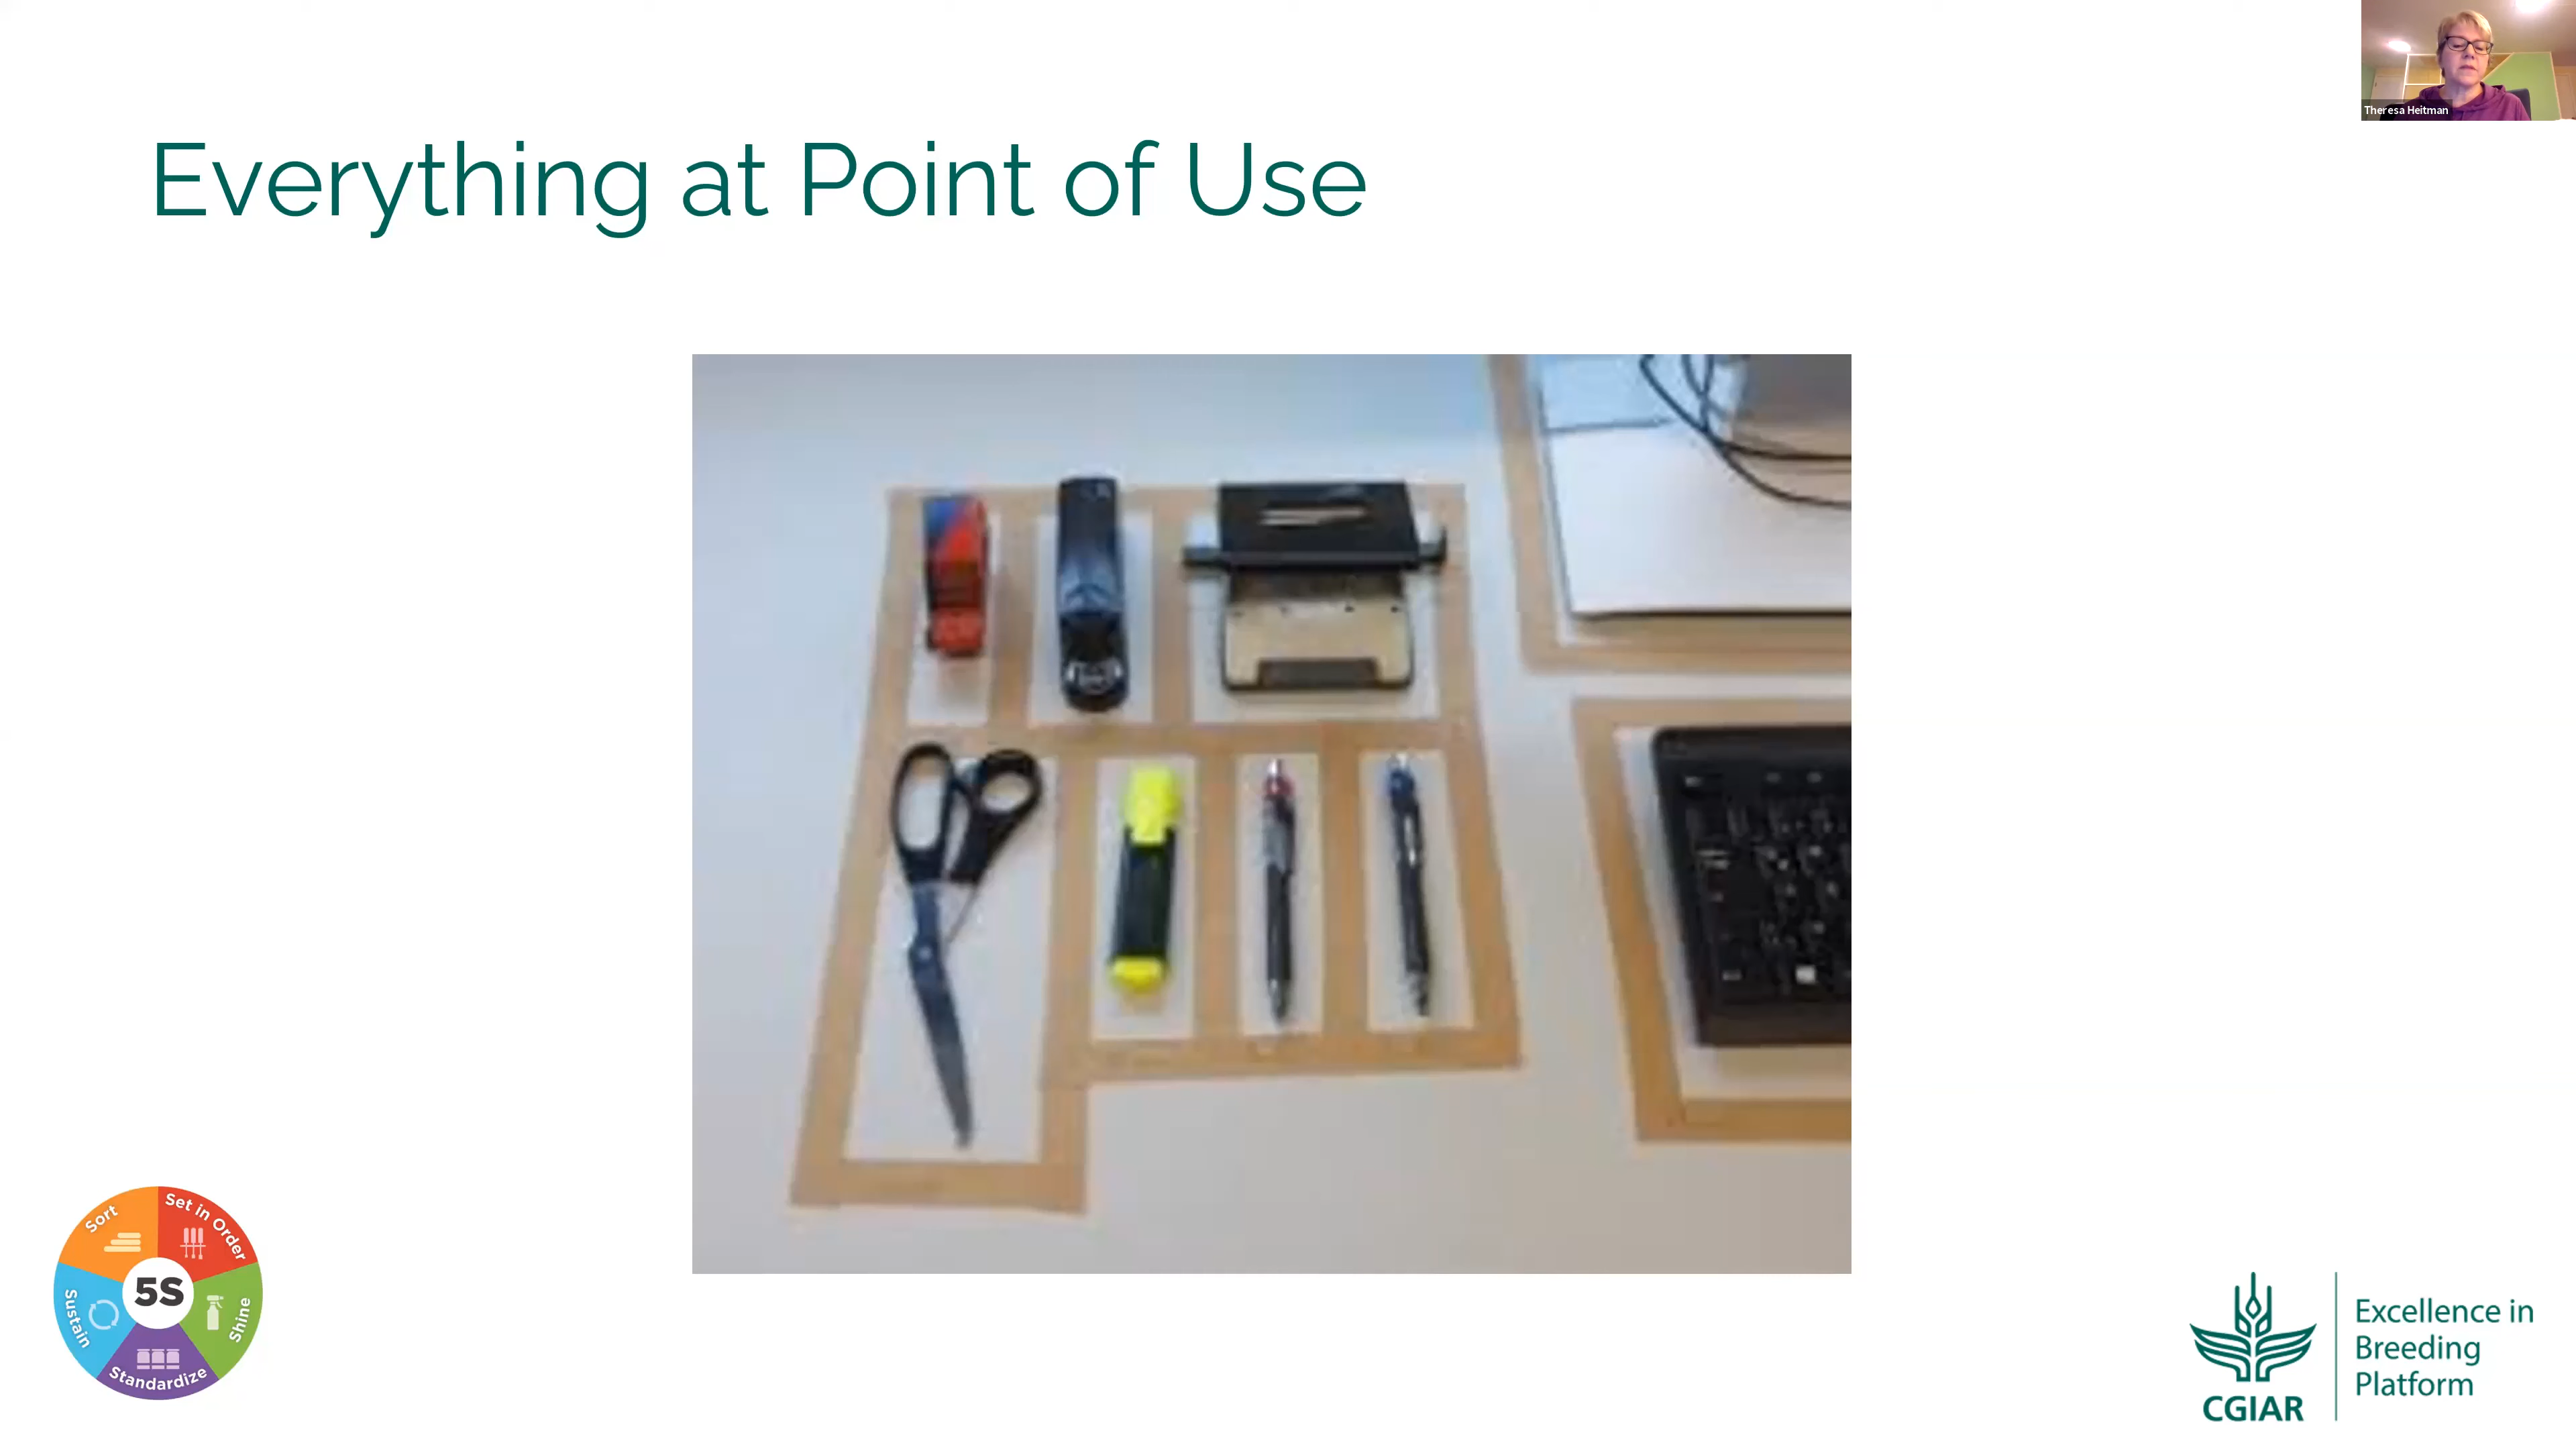 Theresa Heitman
Everything at Point of Use
Sort
Set in Order
5S
Sustain
Shine
Standardize
CGIAR
Excellence in
Breeding
Platform